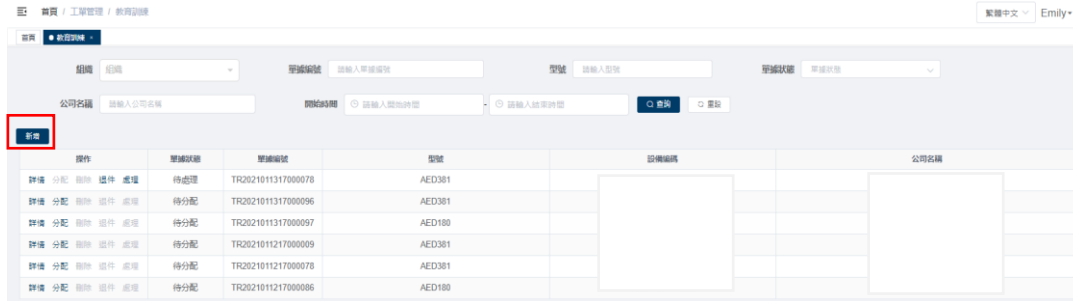 首頁 / 工單管理 / 教育訓練 繁體中文 Emily
首頁 教育訓練 ×
組織 組織 單據編號 請輸入單據編號 型號 請輸入型號 單據狀態 單據狀態
公司名稱 請輸入公司名稱 開始時間 請輸入開始時間 - 請輸入結束時間 查詢 重設
新增
操作 單據狀態 單據編號 型號 設備編碼 公司名稱
詳情 分配 刪除 退件 處理 待處理 TR2021011317000078 AED381
詳情 分配 刪除 退件 處理 待分配 TR2021011317000096 AED381
詳情 分配 刪除 退件 處理 待分配 TR2021011317000097 AED180
詳情 分配 刪除 退件 處理 待分配 TR2021011217000009 AED381
詳情 分配 刪除 退件 處理 待分配 TR2021011217000078 AED381
詳情 分配 刪除 退件 處理 待分配 TR2021011217000086 AED180